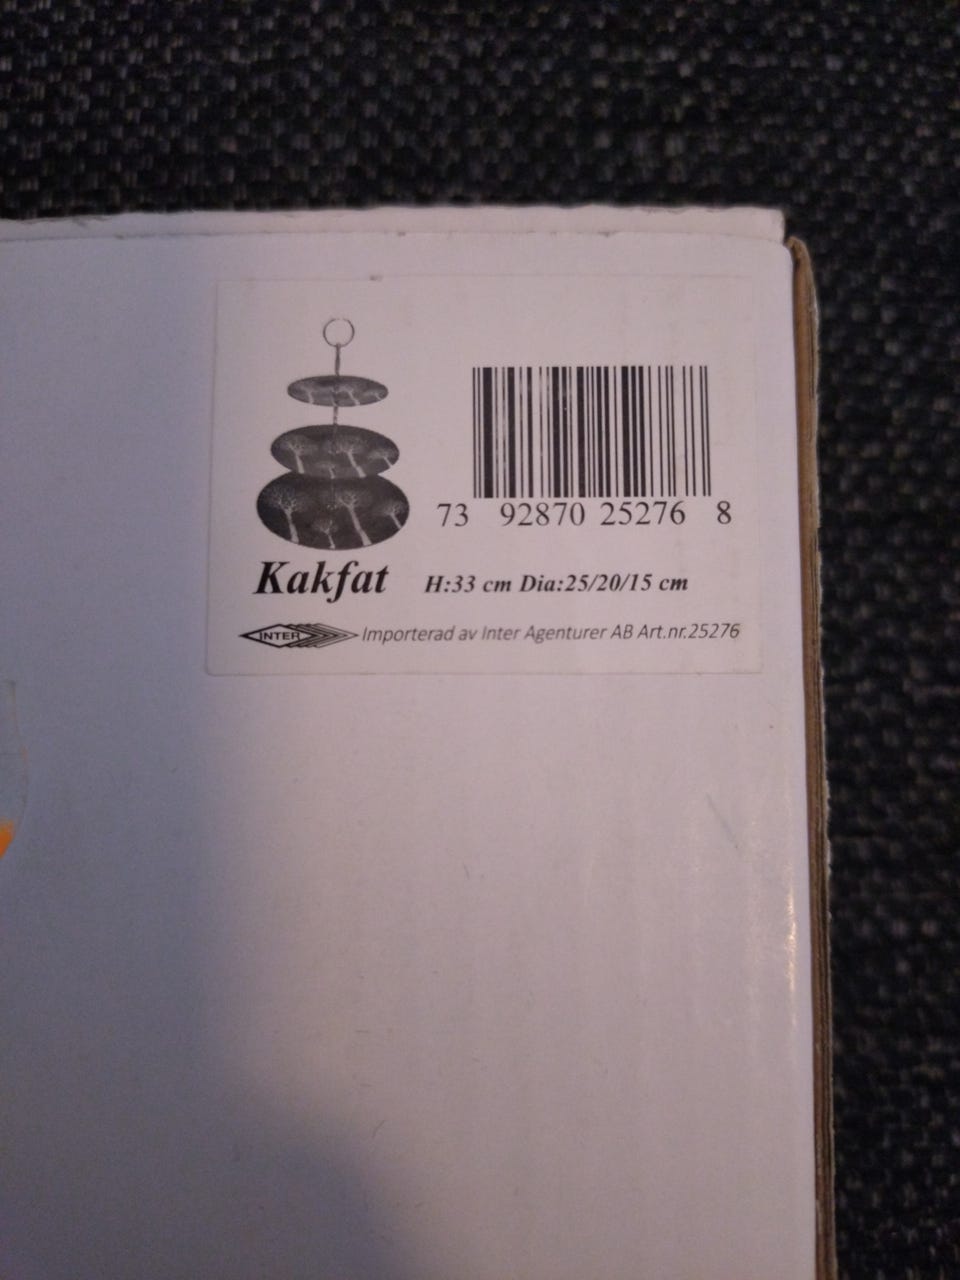 73 92870 25276 8
Kakfat H:33 cm Dia:25/20/15 cm
INTER Importerad av Inter Agenturer AB Art.nr.25276